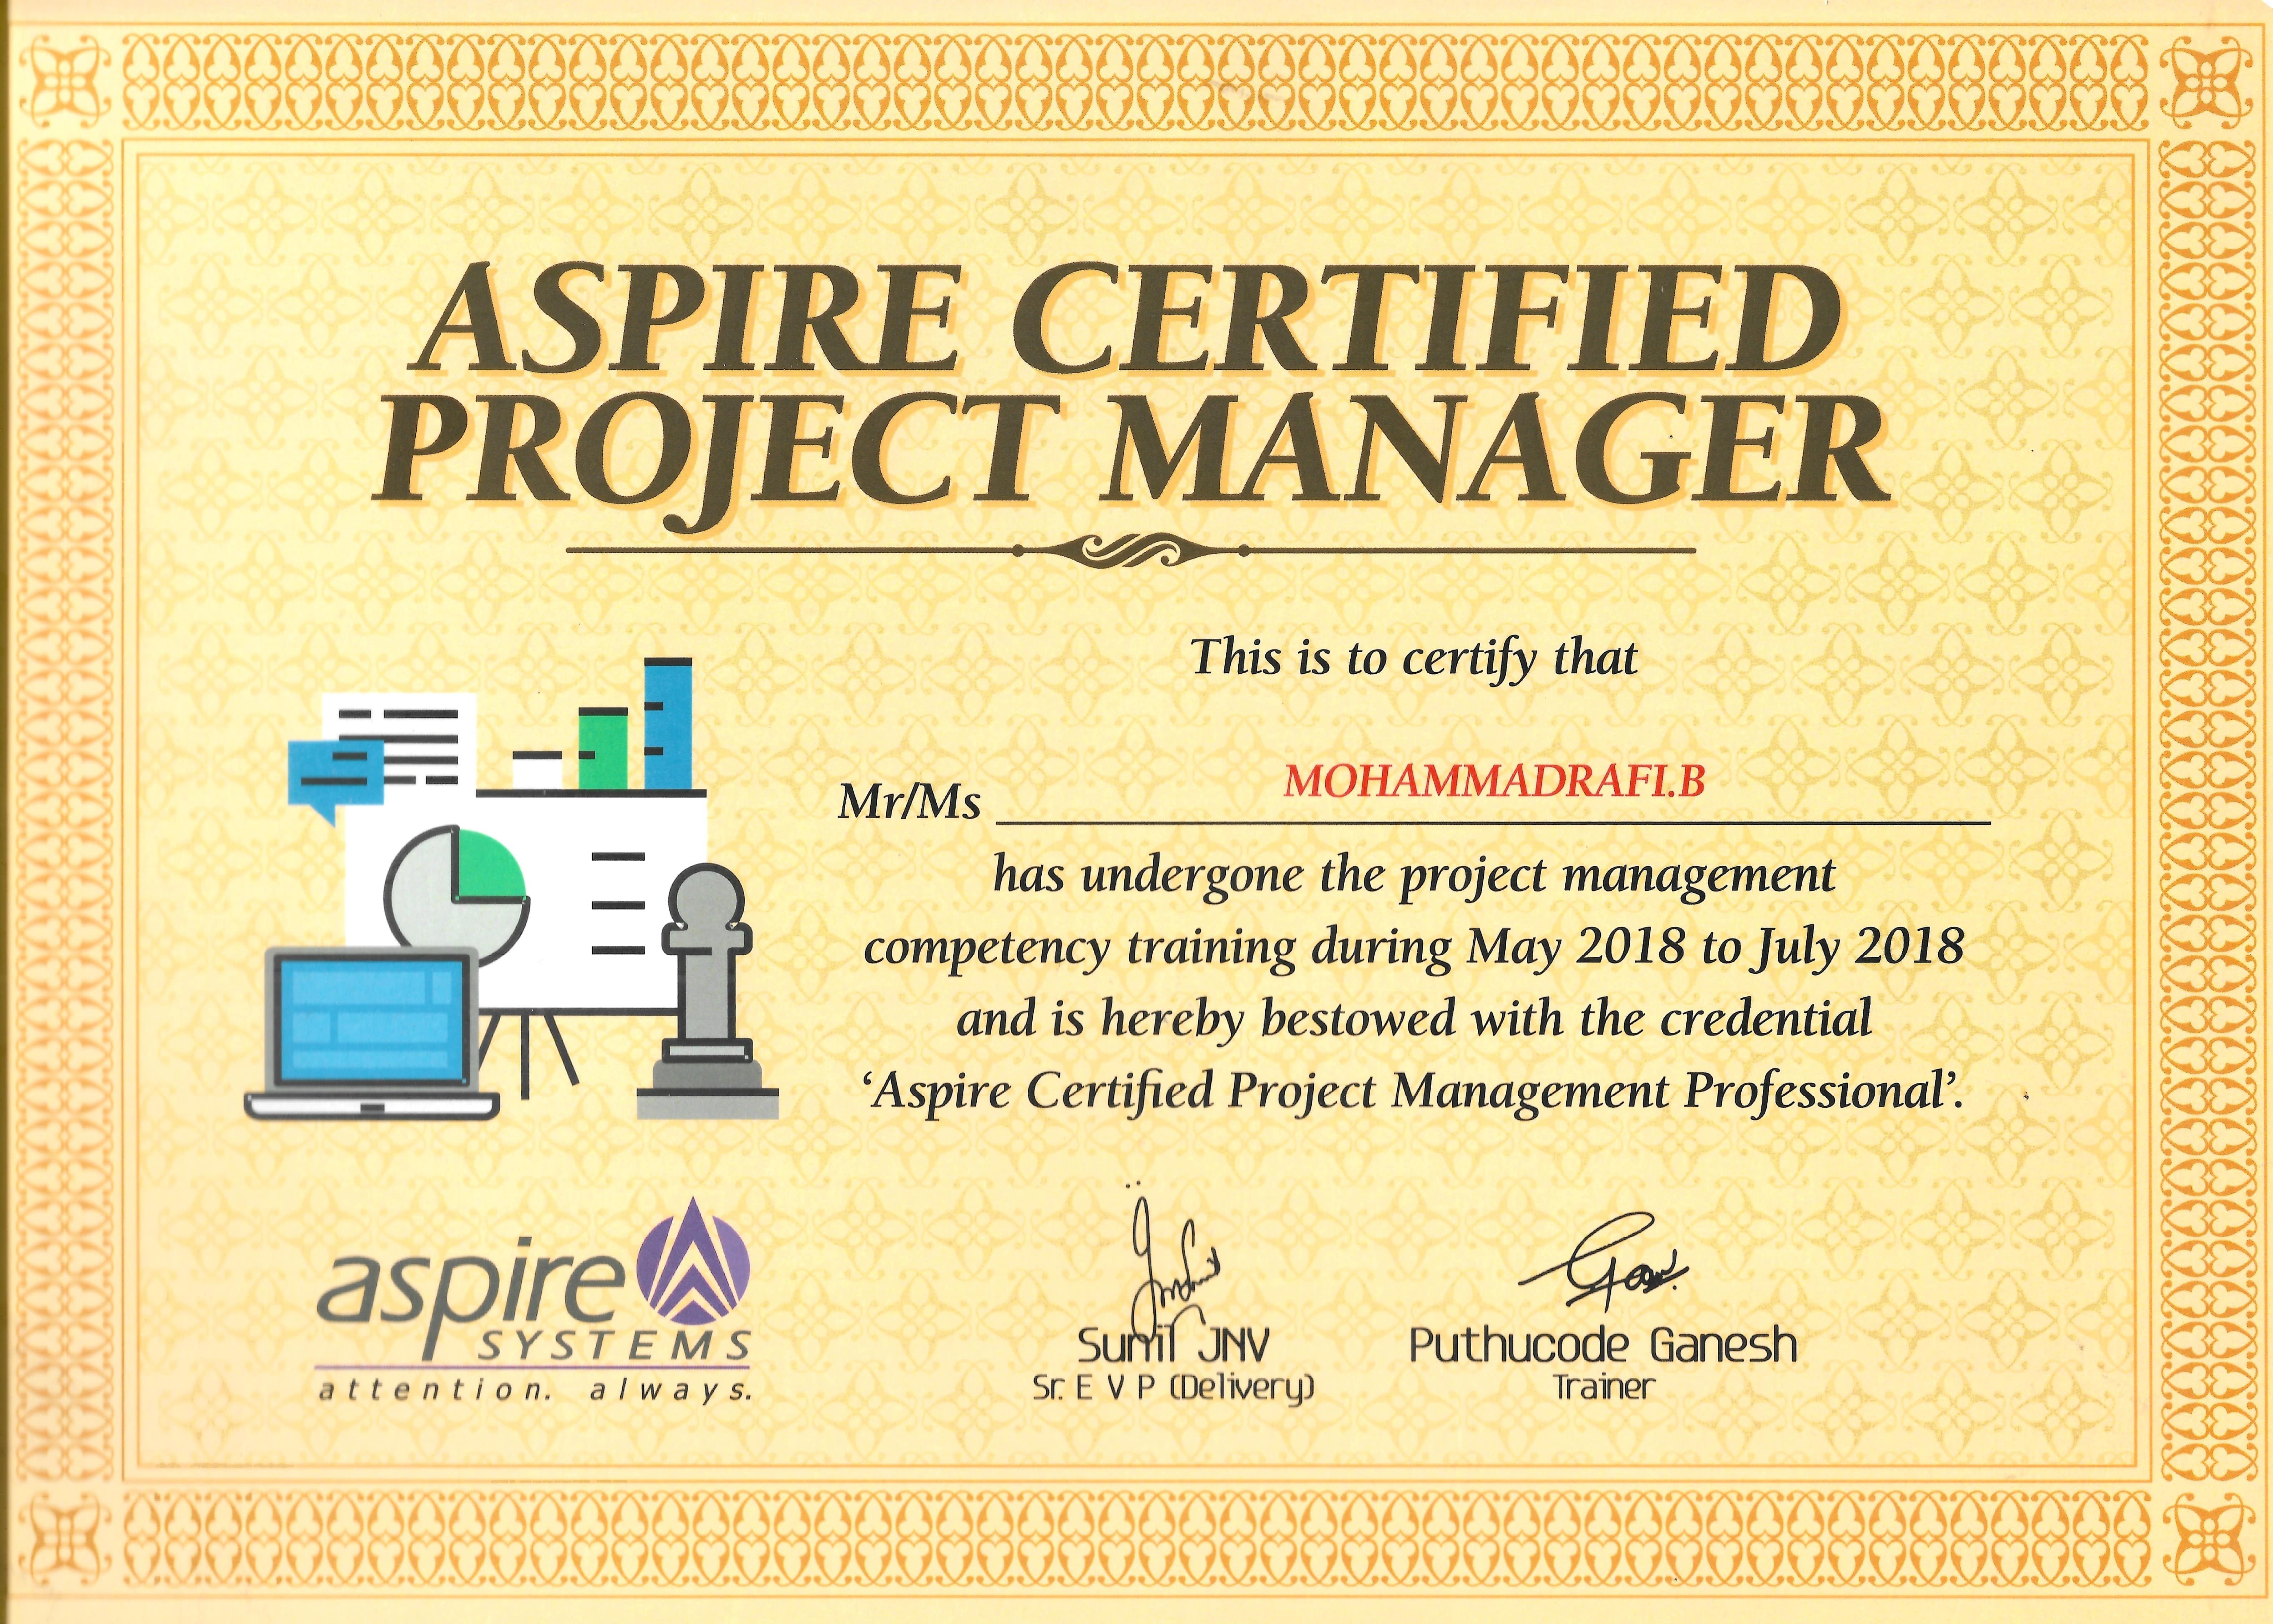 ASPIRE CERTIFIED
PROJECT MANAGER
This is to certify that
Mr/Ms MOHAMMADRAFI.B
has undergone the project management
competency training during May 2018 to July 2018
and is hereby bestowed with the credential
‘Aspire Certified Project Management Professional’.
aspire
SYSTEMS
attention. always.
Sunil JNV
Sr. E V P (Delivery)
Puthucode Ganesh
Trainer